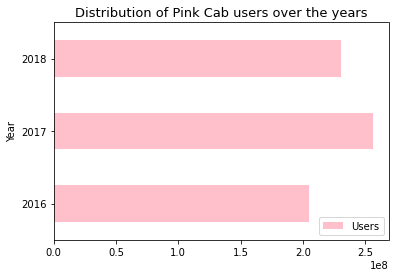 Distribution of Pink Cab users over the years
2018
2017
2016
Year
Users
0.0 0.5 1.0 1.5 2.0 2.5
1e8